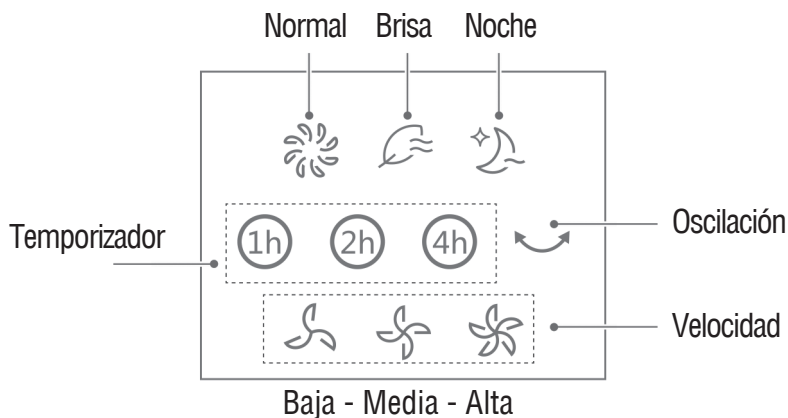 Normal Brisa Noche
Temporizador
1h 2h 4h
Oscilación
Velocidad
Baja - Media - Alta